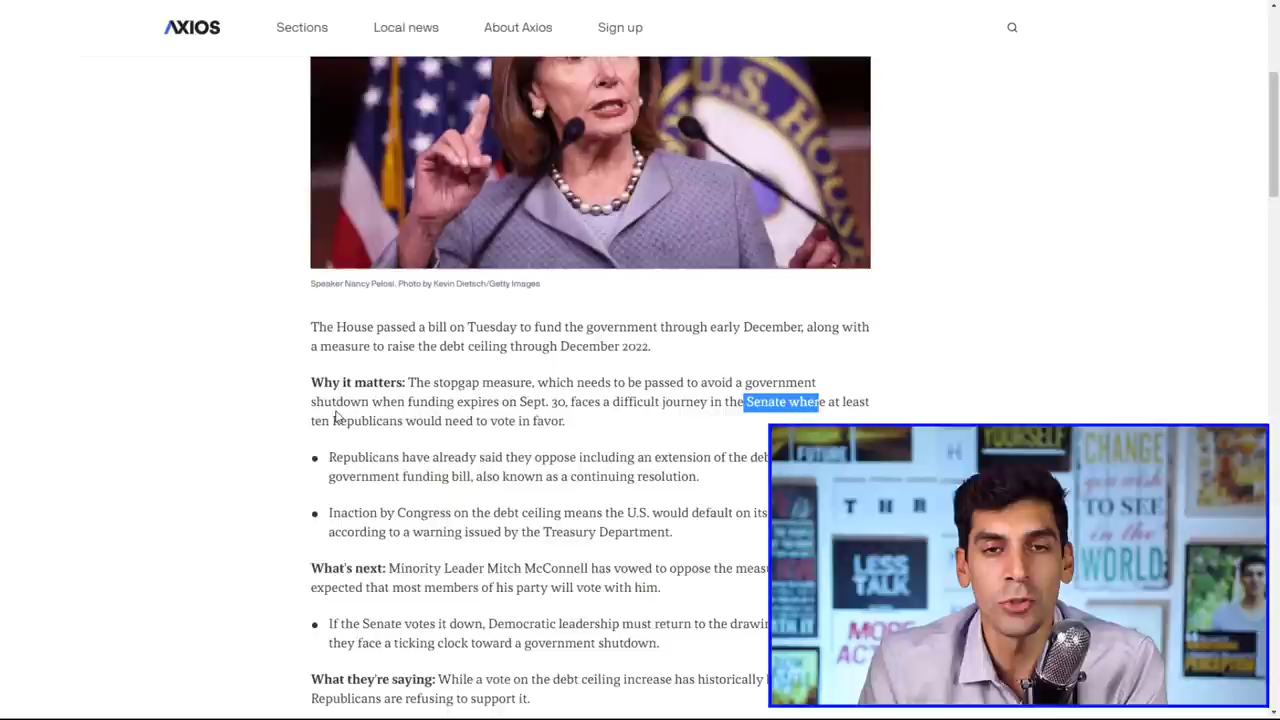 AXIOS
Sections Local news About Axios Sign up
U.S. HOUSE
Speaker Nancy Pelosi. Photo by Kevin Dietsch/Getty Images
The House passed a bill on Tuesday to fund the government through early December, along with
a measure to raise the debt ceiling through December 2022.
Why it matters: The stopgap measure, which needs to be passed to avoid a government
shutdown when funding expires on Sept. 30, faces a difficult journey in the Senate where at least
ten Republicans would need to vote in favor.
Republicans have already said they oppose including an extension of the
government funding bill, also known as a continuing resolution.
Inaction by Congress on the debt ceiling means the U.S. would default on its
according to a warning issued by the Treasury Department.
What's next: Minority Leader Mitch McConnell has vowed to oppose the
expected that most members of his party will vote with him.
If the Senate votes it down, Democratic leadership must return to the
they face a ticking clock toward a government shutdown.
What they're saying: While a vote on the debt ceiling increase has historically
Republicans are refusing to support it.
YOURSELF
CHANGE
TO SEE
in the
WORLD
T H R
LESS
TALK
MORE